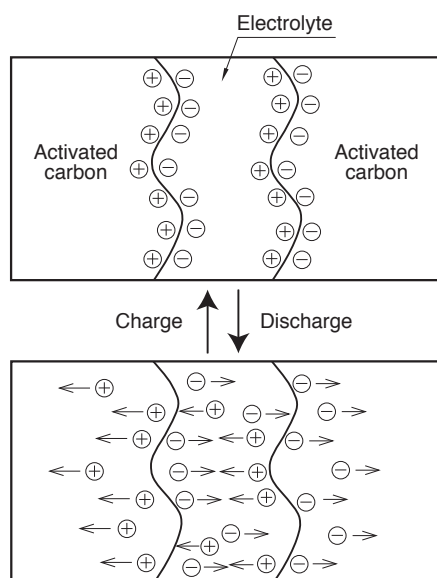 Electrolyte
Activated
carbon
Activated
carbon
Charge
Discharge